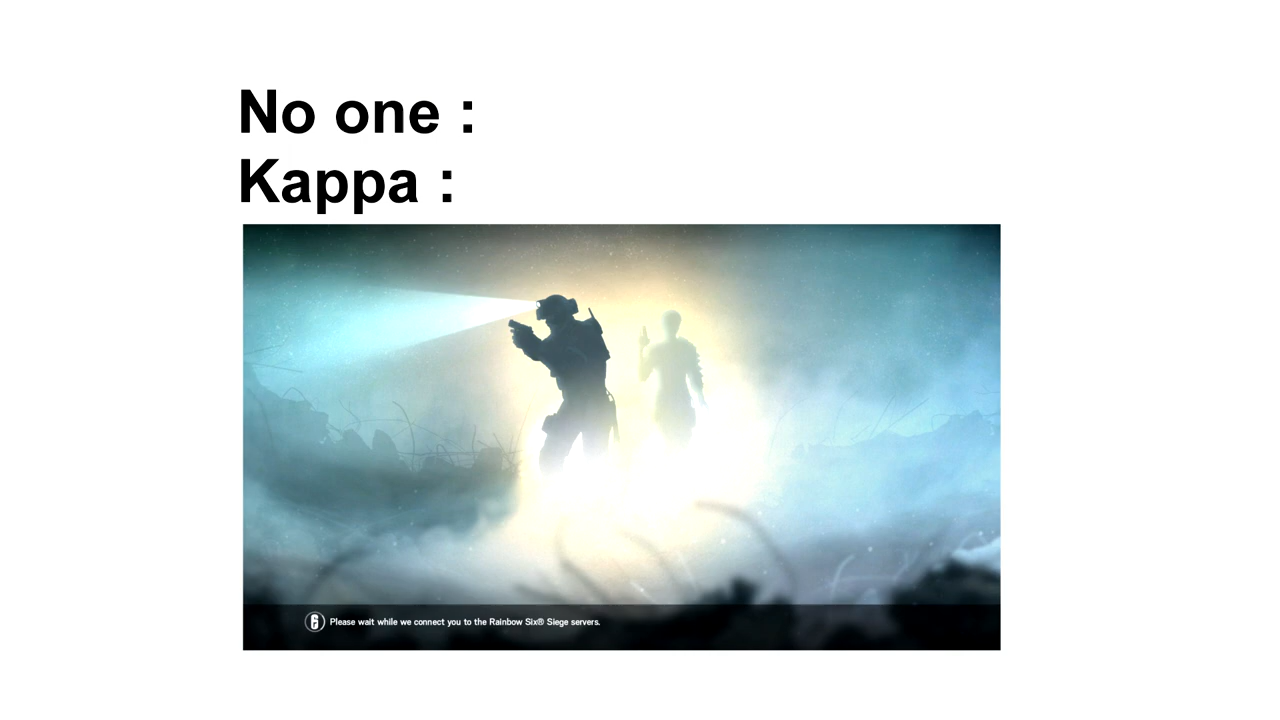 No one :
Kappa :
Please wait while we connect you to the Rainbow Six® Siege servers.